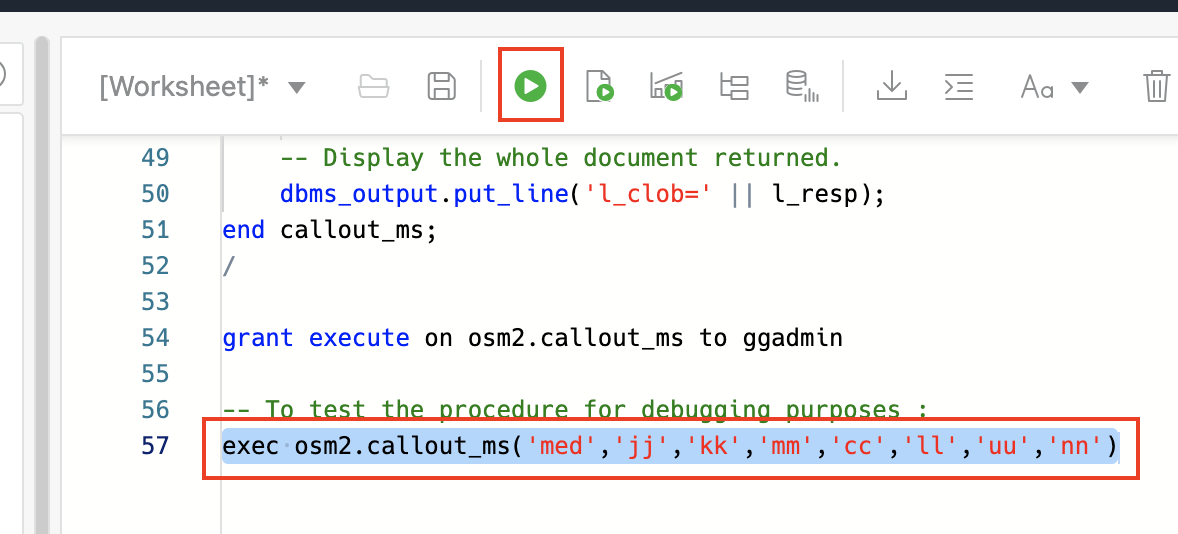 [Worksheet]*
Aa
49 -- Display the whole document returned.
50 dbms_output.put_line('l_clob=' || l_resp);
51 end callout_ms;
52 /
53
54 grant execute on osm2.callout_ms to ggadmin
55
56 -- To test the procedure for debugging purposes :
57 exec osm2.callout_ms('med','jj','kk','mm','cc','ll','uu','nn')